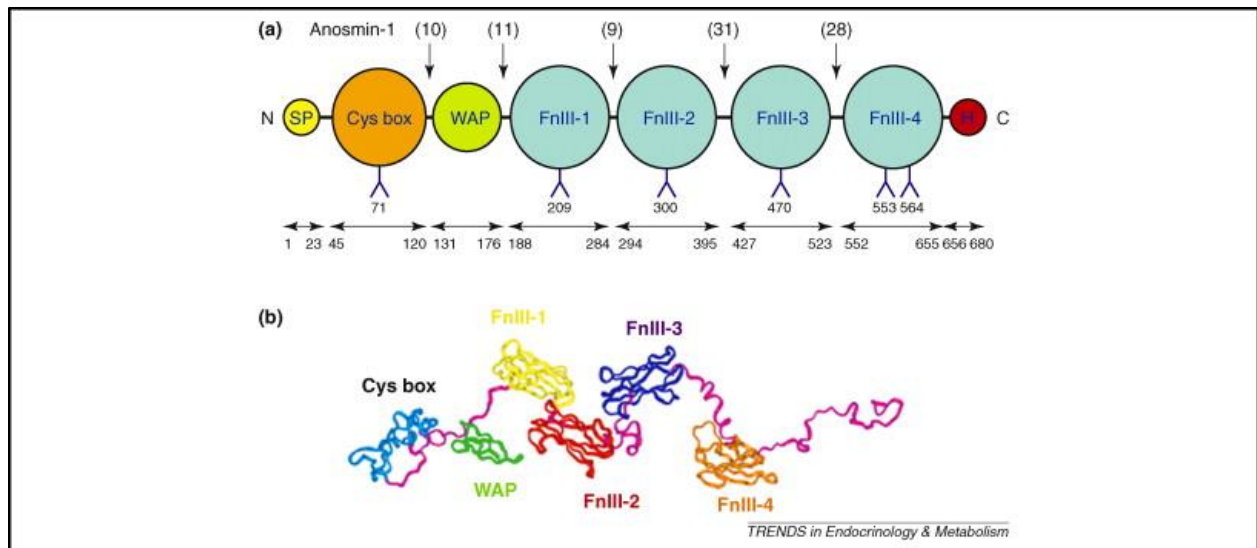 (a) Anosmin-1 (10) (11) (9) (31) (28)
N SP Cys box WAP FnIII-1 FnIII-2 FnIII-3 FnIII-4 H C
71 209 300 470 553 564
1 23 45 120 131 176 188 284 294 395 427 523 552 655 656 680
(b)
FnIII-1
FnIII-3
Cys box
WAP
FnIII-2
FnIII-4
TRENDS in Endocrinology & Metabolism